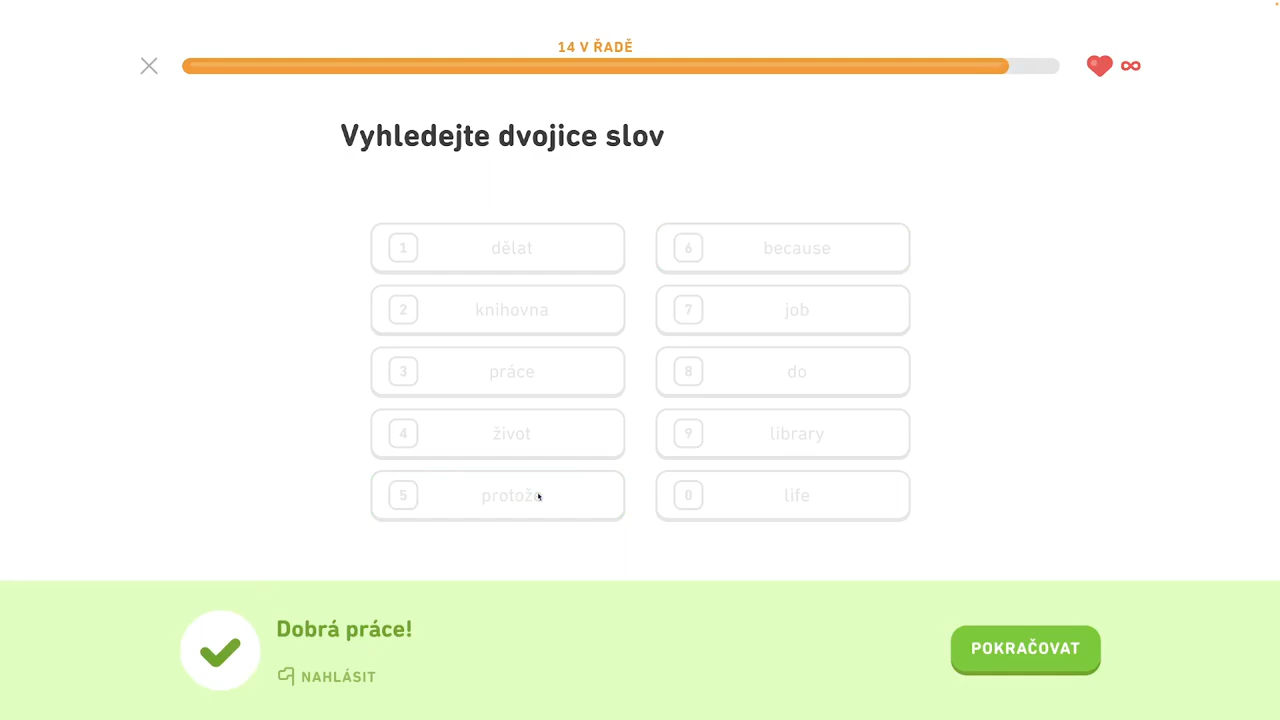 14 V ŘADĚ
Vyhledejte dvojice slov
1 dělat
6 because
2 knihovna
7 job
3 práce
8 do
4 život
9 library
5 protože
0 life
Dobrá práce!
NAHLÁSIT
POKRAČOVAT